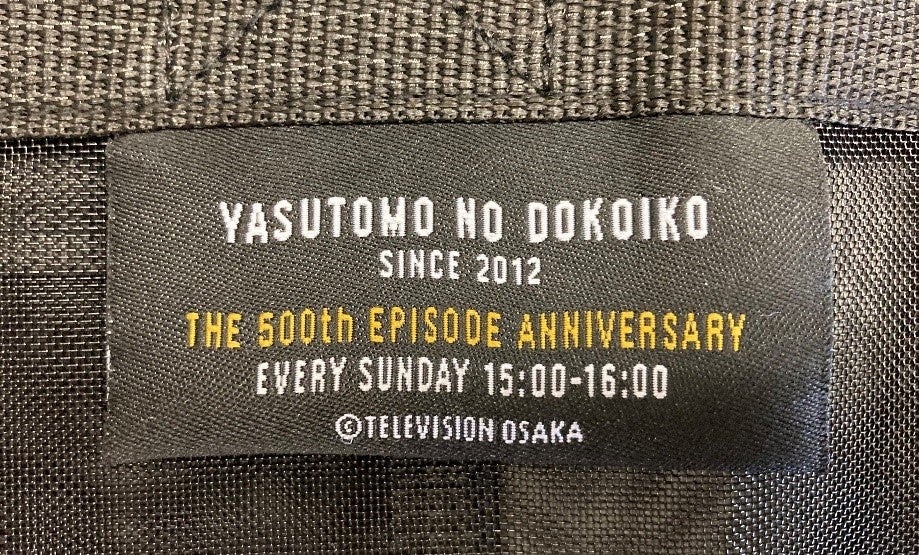 YASUTOMO NO DOKOIKO
SINCE 2012
THE 500th EPISODE ANNIVERSARY
EVERY SUNDAY 15:00-16:00
©TELEVISION OSAKA